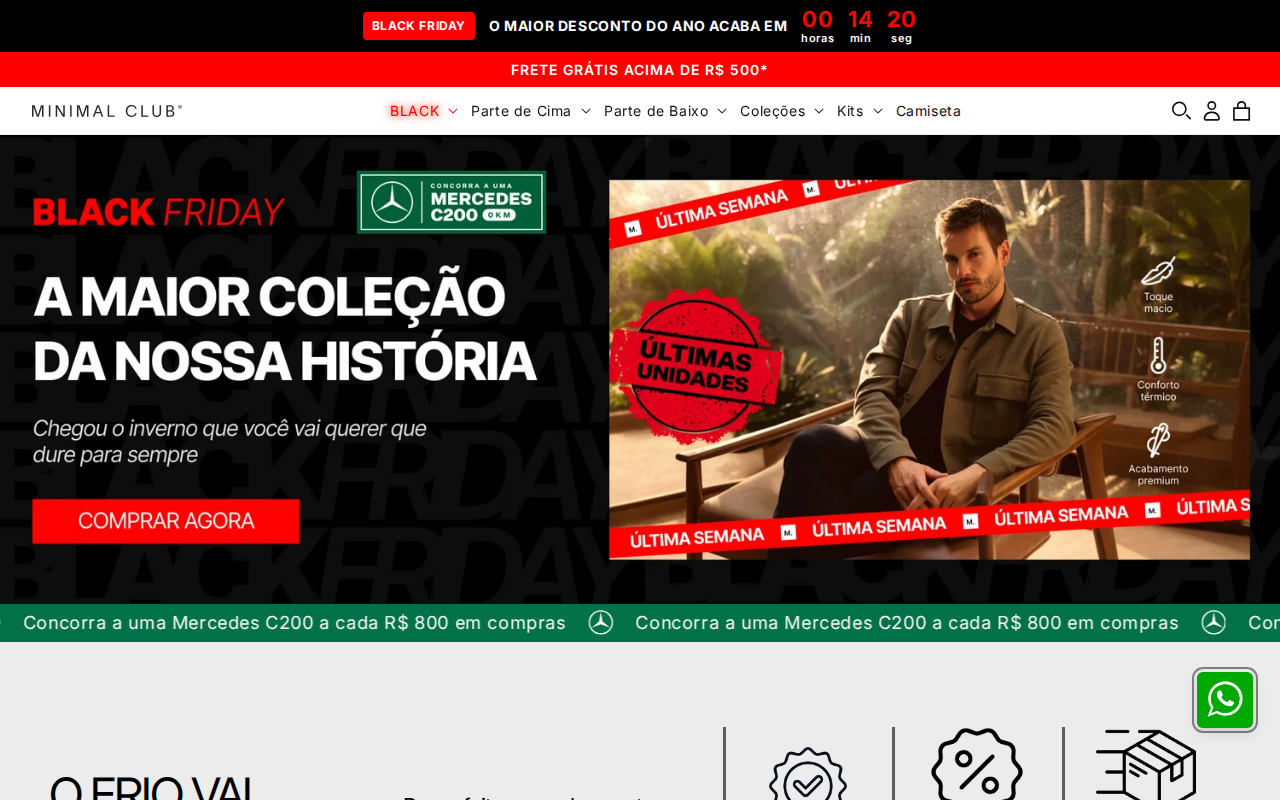 BLACK FRIDAY
O MAIOR DESCONTO DO ANO ACABA EM
00 14 20
horas min seg
FRETE GRÁTIS ACIMA DE R$ 500*
MINIMAL CLUB®
BLACK
Parte de Cima
Parte de Baixo
Coleções
Kits
Camiseta
BLACK FRIDAY
CONCORRA A UMA
MERCEDES
C200 0KM
A MAIOR COLEÇÃO
DA NOSSA HISTÓRIA
Chegou o inverno que você vai querer que
dure para sempre
COMPRAR AGORA
M. ÚLTIMA SEMANA M.
ÚLTIMAS
UNIDADES
Toque
macio
Conforto
térmico
Acabamento
premium
ÚLTIMA SEMANA M. ÚLTIMA SEMANA M. ÚLTIMA SEMANA M. ÚLTIMA S
Concorra a uma Mercedes C200 a cada R$ 800 em compras
Concorra a uma Mercedes C200 a cada R$ 800 em compras
O FRIO VAI